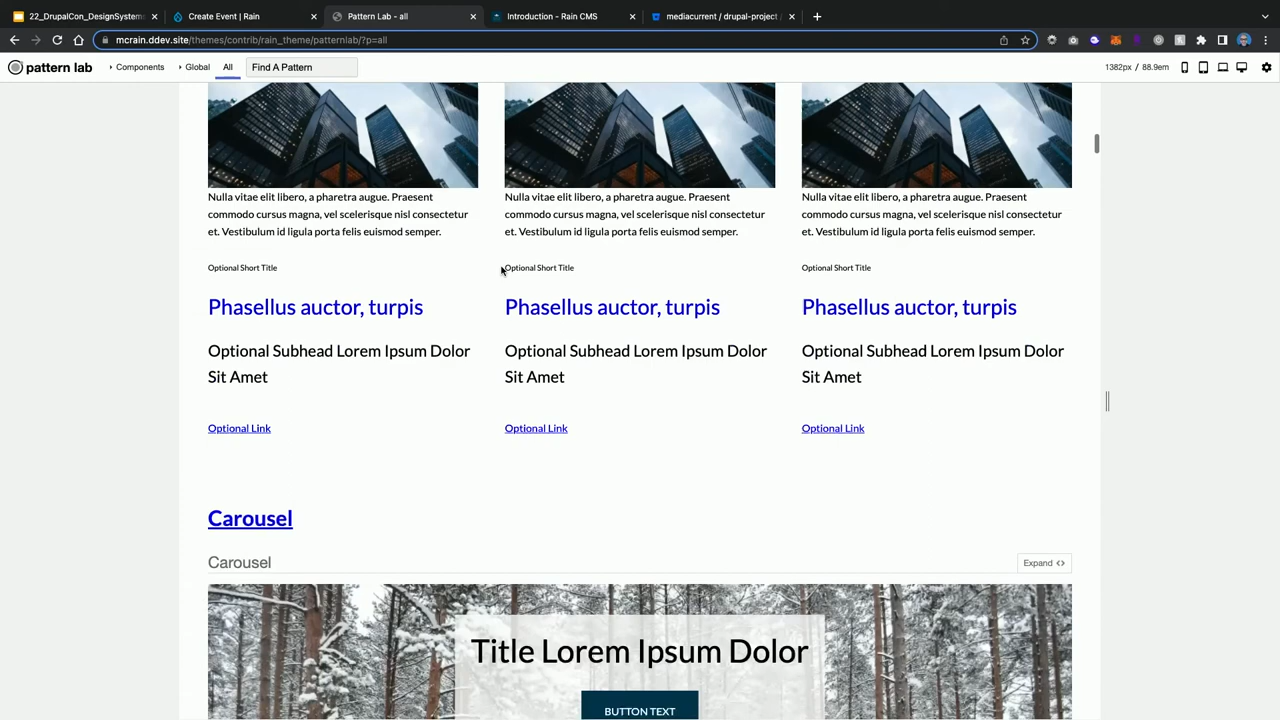 22_DrupalCon_DesignSystem
Create Event | Rain
Pattern Lab - all
Introduction - Rain CMS
mediacurrent / drupal-project /
mcrain.ddev.site/themes/contrib/rain_theme/patternlab/?p=all
pattern lab
Components
Global
All
Find A Pattern
1382px / 88.9em
Nulla vitae elit libero, a pharetra augue. Praesent
commodo cursus magna, vel scelerisque nisl consectetur
et. Vestibulum id ligula porta felis euismod semper.
Optional Short Title
Phasellus auctor, turpis
Optional Subhead Lorem Ipsum Dolor
Sit Amet
Optional Link
Nulla vitae elit libero, a pharetra augue. Praesent
commodo cursus magna, vel scelerisque nisl consectetur
et. Vestibulum id ligula porta felis euismod semper.
Optional Short Title
Phasellus auctor, turpis
Optional Subhead Lorem Ipsum Dolor
Sit Amet
Optional Link
Nulla vitae elit libero, a pharetra augue. Praesent
commodo cursus magna, vel scelerisque nisl consectetur
et. Vestibulum id ligula porta felis euismod semper.
Optional Short Title
Phasellus auctor, turpis
Optional Subhead Lorem Ipsum Dolor
Sit Amet
Optional Link
Carousel
Carousel
Expand <>
Title Lorem Ipsum Dolor
BUTTON TEXT